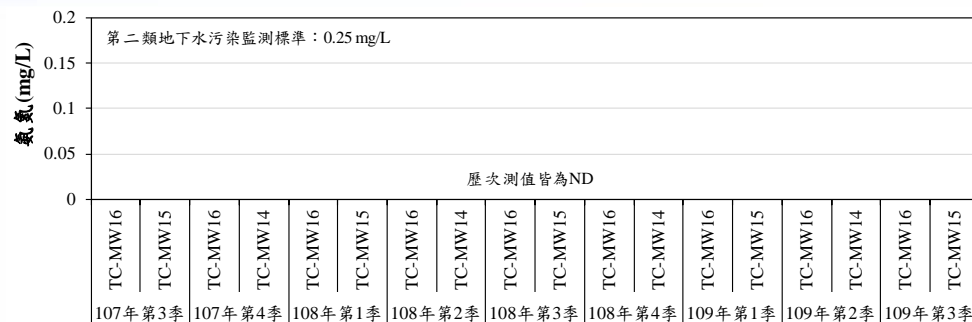 0.2
第二類地下水污染監測標準：0.25 mg/L
0.15
0.1
0.05
0
氨氮(mg/L)
歷次測值皆為ND
TC-MW16 TC-MW15 TC-MW16 TC-MW14 TC-MW16 TC-MW15 TC-MW16 TC-MW14 TC-MW16 TC-MW15 TC-MW16 TC-MW14 TC-MW16 TC-MW15 TC-MW16 TC-MW14 TC-MW16 TC-MW15
107年第3季 107年第4季 108年第1季 108年第2季 108年第3季 108年第4季 109年第1季 109年第2季 109年第3季